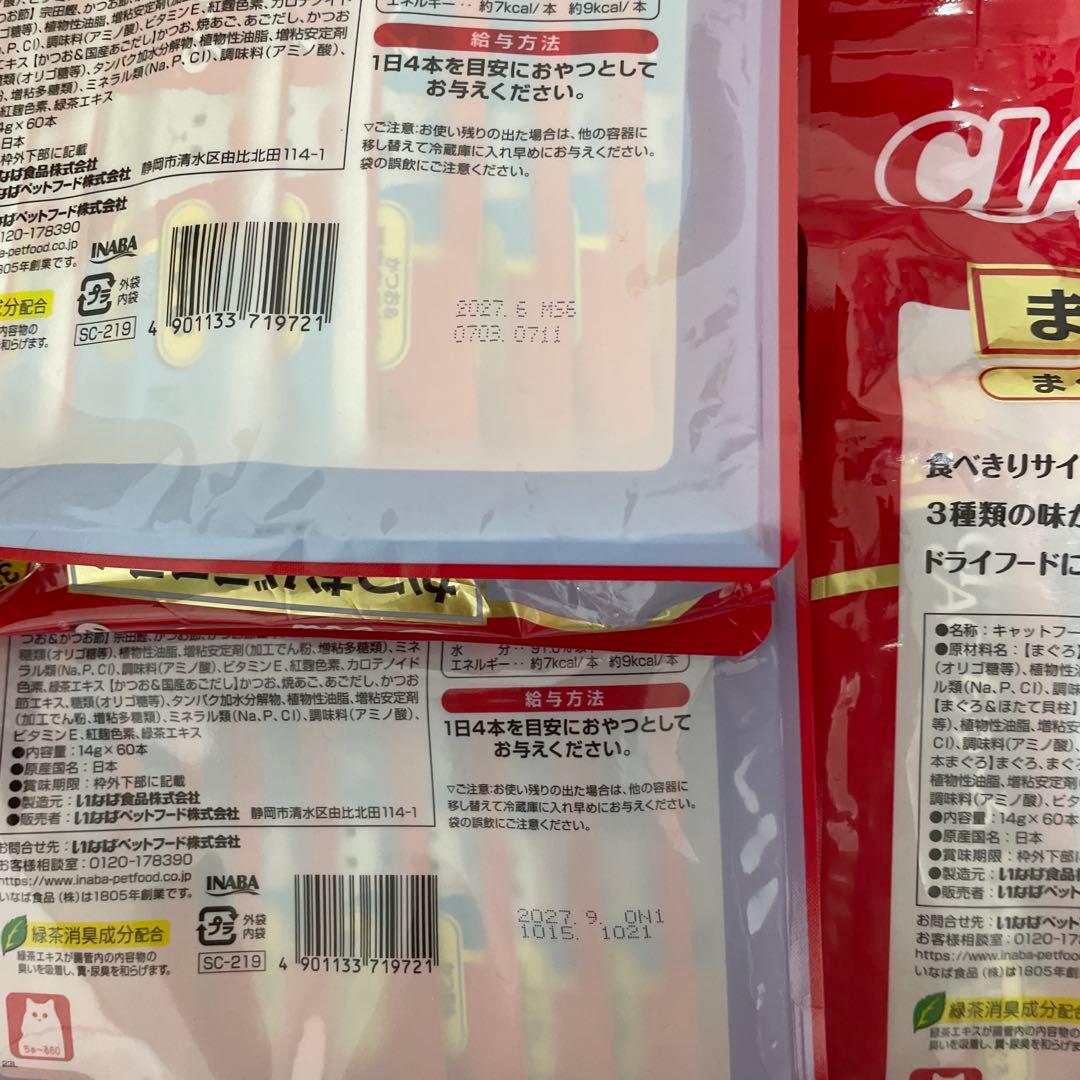 エネルギー‥約7kcal/本 約9kcal/本
給与方法
1日4本を目安におやつとして
お与えください。
▽ご注意:お使い残りの出た場合は、他の容器に
移し替えて冷蔵庫に入れ早めにお与えください。
袋の誤飲にご注意ください。
糖等)、植物性油脂、増粘安定剤
P、Cl)、調味料(アミノ酸)、ビタミンE、紅麹色素、カロテノイド
エキス【かつお&国産あごだし】かつお、焼あご、あごだし、かつお
糖類(オリゴ糖等)、タンパク加水分解物、植物性油脂、増粘安定剤
、増粘多糖類)、ミネラル類(Na、P、Cl)、調味料(アミノ酸)、
紅麹色素、緑茶エキス
4g×60本
日本
枠外下部に記載
いなば食品株式会社
なばペットフード株式会社 静岡市清水区由比北田114-1
ばペットフード株式会社
0120-178390
a-petfood.co.jp
805年創業です。
INABA
プラ
外袋
内袋
SC-219
成分配合
内容物の
和らげます。
4 901133 719721
2027.6 M56
0703.0711
かつお
CIA
ま
ま
食べきりサイ
3種類の味が
ドライフードに
つお&かつお節】宗田鰹、かつお節、かつお節エ
糖類(オリゴ糖等)、植物性油脂、増粘安定剤(加工でん粉、増粘多糖類)、ミネ
ラル類(Na、P、Cl)、調味料(アミノ酸)、ビタミンE、紅麹色素、カロテノイド
色素、緑茶エキス【かつお&国産あごだし】かつお、焼あご、あごだし、かつお
節エキス、糖類(オリゴ糖等)、タンパク加水分解物、植物性油脂、増粘安定剤
(加工でん粉、増粘多糖類)、ミネラル類(Na、P、Cl)、調味料(アミノ酸)、
ビタミンE、紅麹色素、緑茶エキス
●内容量:14g×60本
●原産国名:日本
●賞味期限:枠外下部に記載
●製造元:いなば食品株式会社
●販売者:いなばペットフード株式会社 静岡市清水区由比北田114-1
お問合せ先:いなばペットフード株式会社
お客様相談室:0120-178390
https://www.inaba-petfood.co.jp
いなば食品(株)は1805年創業です。
INABA
プラ
外袋
内袋
SC-219
緑茶消臭成分配合
緑茶エキスが腸管内の内容物の
臭いを吸着し、糞・尿臭を和らげます。
4 901133 719721
ちゅ~る60
水 分‥91.0%以下
エネルギー‥約7kcal/本 約9kcal/本
給与方法
1日4本を目安におやつとして
お与えください。
▽ご注意:お使い残りの出た場合は、他の容器に
移し替えて冷蔵庫に入れ早めにお与えください。
袋の誤飲にご注意ください。
2027.9. ON1
1015. 1021
●名称:キャットフー
●原材料名:【まぐろ】
(オリゴ糖等)、植物性油
ル類(Na、P、Cl)、調味
【まぐろ&ほたて貝柱】
等)、植物性油脂、増粘安
Cl)、調味料(アミノ酸)、
本まぐろ】まぐろ、まぐろ
植物性油脂、増粘安定剤(
調味料(アミノ酸)、ビタ
●内容量:14g×60本
●原産国名:日本
●賞味期限:枠外下部に
●製造元:いなば食品
●販売者:いなばペット
お問合せ先:いなばペット
お客様相談室:0120-17
https://www.inaba-petfoo
いなば食品(株)は1805年創
緑茶消臭成分配合
緑茶エキスが腸管内の内容物の
臭いを吸着し、糞・尿臭を和らげま